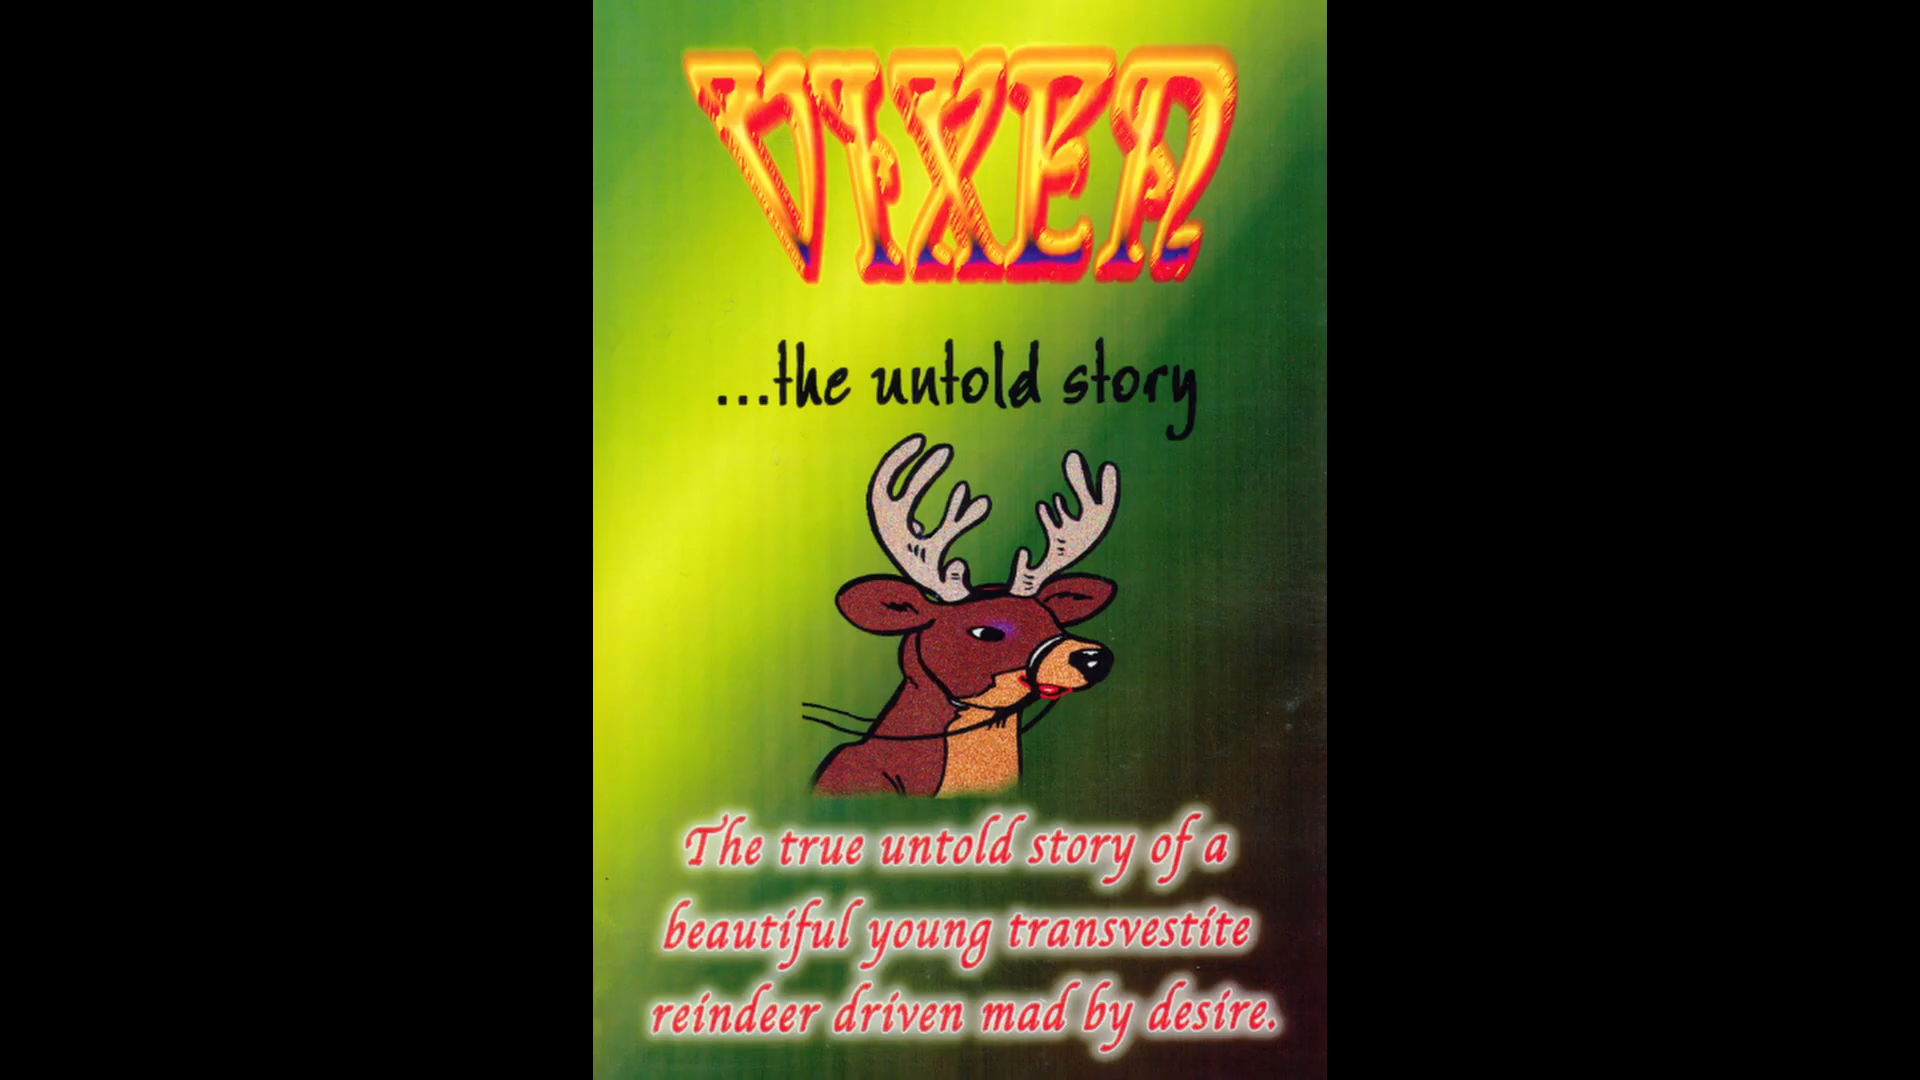 VIXEN
...the untold story
The true untold story of a
beautiful young transvestite
reindeer driven mad by desire.